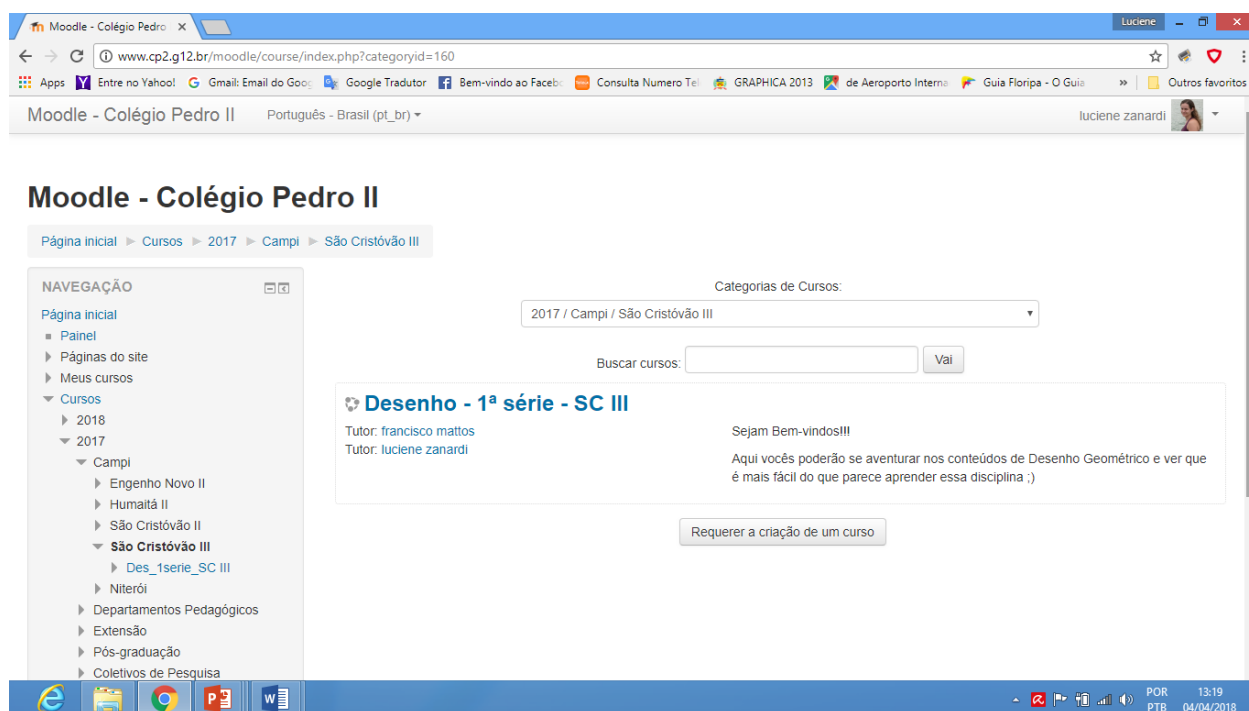 Moodle - Colégio Pedro
Luciene
www.cp2.g12.br/moodle/course/index.php?categoryid=160
Apps Entre no Yahoo! Gmail: Email do Goog Google Tradutor Bem-vindo ao Facebo Consulta Numero Tel GRAPHICA 2013 de Aeroporto Interna Guia Floripa - O Guia » Outros favoritos
Moodle - Colégio Pedro II Português - Brasil (pt_br) luciene zanardi
Moodle - Colégio Pedro II
Página inicial Cursos 2017 Campi São Cristóvão III
NAVEGAÇÃO
Página inicial
Painel
Páginas do site
Meus cursos
Cursos
2018
2017
Campi
Engenho Novo II
Humaitá II
São Cristóvão II
São Cristóvão III
Des_1serie_SC III
Niterói
Departamentos Pedagógicos
Extensão
Pós-graduação
Coletivos de Pesquisa
Categorias de Cursos:
2017 / Campi / São Cristóvão III
Buscar cursos: Vai
Desenho - 1ª série - SC III
Tutor: francisco mattos
Tutor: luciene zanardi
Sejam Bem-vindos!!!
Aqui vocês poderão se aventurar nos conteúdos de Desenho Geométrico e ver que
é mais fácil do que parece aprender essa disciplina ;)
Requerer a criação de um curso
POR 13:19
PTB 04/04/2018